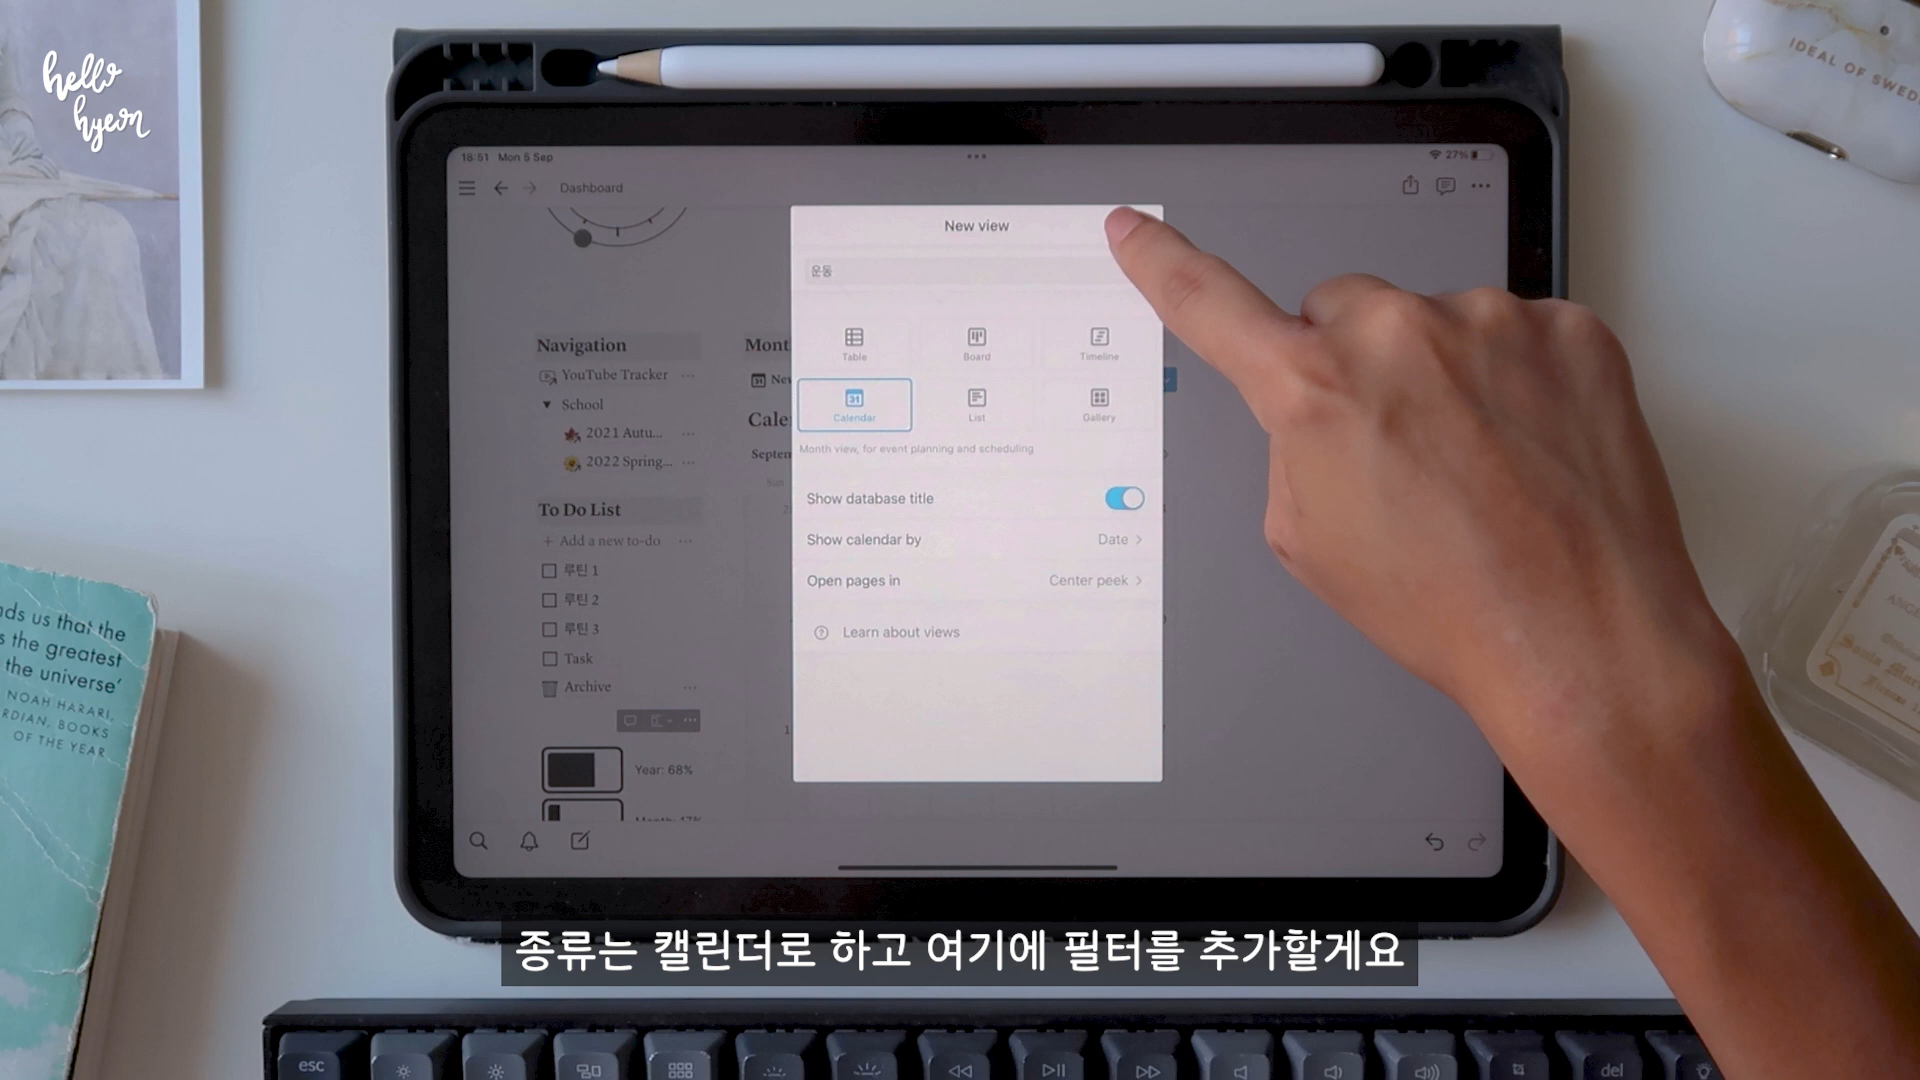 hello
hyeon
IDEAL OF SWED
18:51 Mon 5 Sep
27%
Dashboard
New view
운동
Table
Board
Timeline
Calendar
List
Gallery
Month view, for event planning and scheduling
Show database title
Show calendar by
Date
Open pages in
Center peek
Learn about views
Navigation
YouTube Tracker
School
2021 Autu...
2022 Spring...
To Do List
+ Add a new to-do
루틴 1
루틴 2
루틴 3
Task
Archive
Year: 68%
Month: 17%
Mont
Cale
Septem
Sun
nds us that the
s the greatest
the universe'
NOAH HARARI,
RDIAN, BOOKS
OF THE YEAR
종류는 캘린더로 하고 여기에 필터를 추가할게요
esc
del